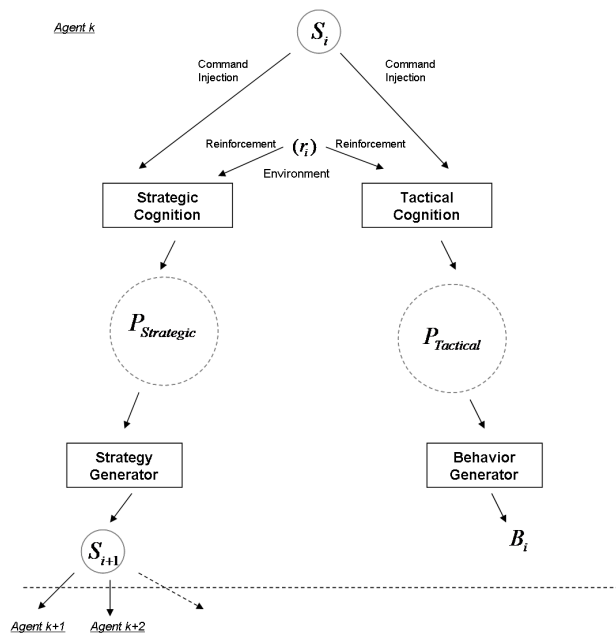 Agent k
S_i
Command
Injection
Command
Injection
Reinforcement (r_i) Reinforcement
Environment
Strategic
Cognition
Tactical
Cognition
P_Strategic
P_Tactical
Strategy
Generator
Behavior
Generator
S_{i+1}
B_i
Agent k+1 Agent k+2